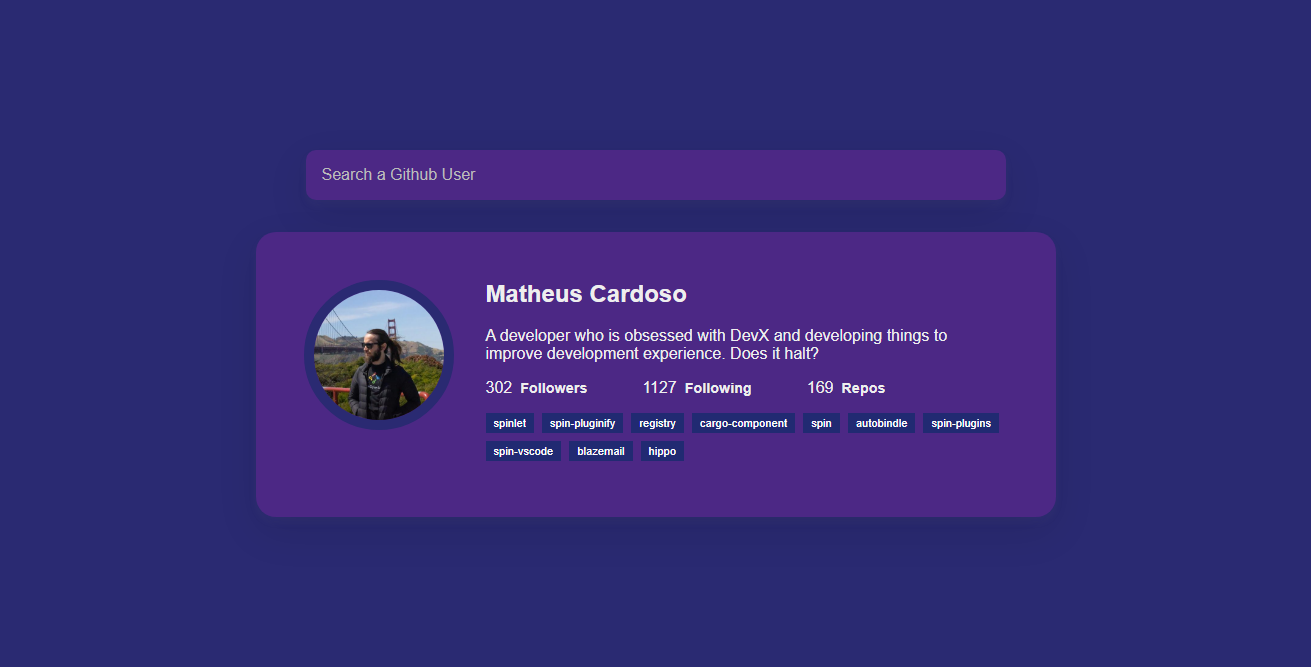 Search a Github User
Matheus Cardoso
A developer who is obsessed with DevX and developing things to
improve development experience. Does it halt?
302 Followers 1127 Following 169 Repos
spinlet spin-pluginify registry cargo-component spin autobindle spin-plugins
spin-vscode blazemail hippo